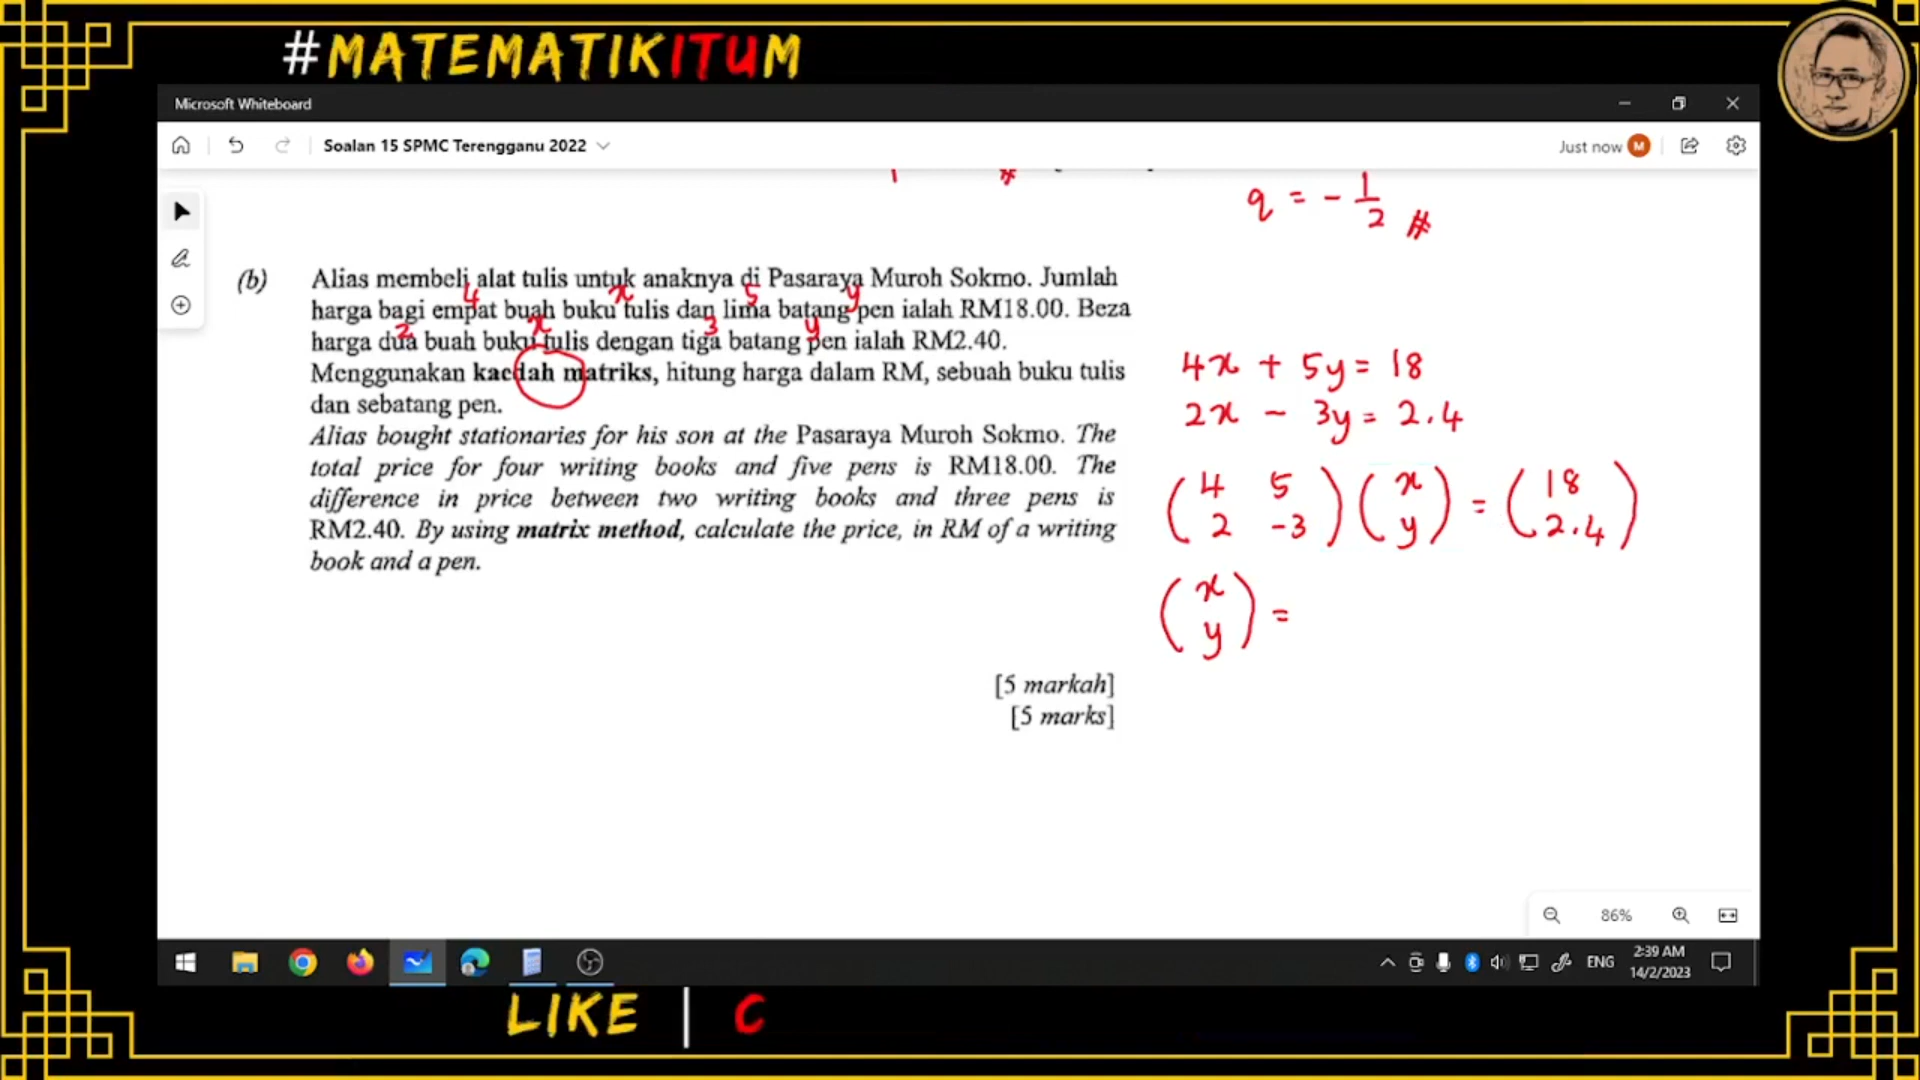 #MATEMATIKITUM
Microsoft Whiteboard
Soalan 15 SPMC Terengganu 2022
Just now M
q = - 1/2 #
#
(b) Alias membeli alat tulis untuk anaknya di Pasaraya Muroh Sokmo. Jumlah
4 x 5 y
harga bagi empat buah buku tulis dan lima batang pen ialah RM18.00. Beza
2 x 3 y
harga dua buah buku tulis dengan tiga batang pen ialah RM2.40.
Menggunakan kaedah matriks, hitung harga dalam RM, sebuah buku tulis
dan sebatang pen.
Alias bought stationaries for his son at the Pasaraya Muroh Sokmo. The
total price for four writing books and five pens is RM18.00. The
difference in price between two writing books and three pens is
RM2.40. By using matrix method, calculate the price, in RM of a writing
book and a pen.
[5 markah]
[5 marks]
4x + 5y = 18
2x - 3y = 2.4
( 4 5 ) ( x ) = ( 18 )
( 2 -3 ) ( y ) ( 2.4 )
( x ) =
( y )
86%
ENG
2:39 AM
14/2/2023
LIKE | C